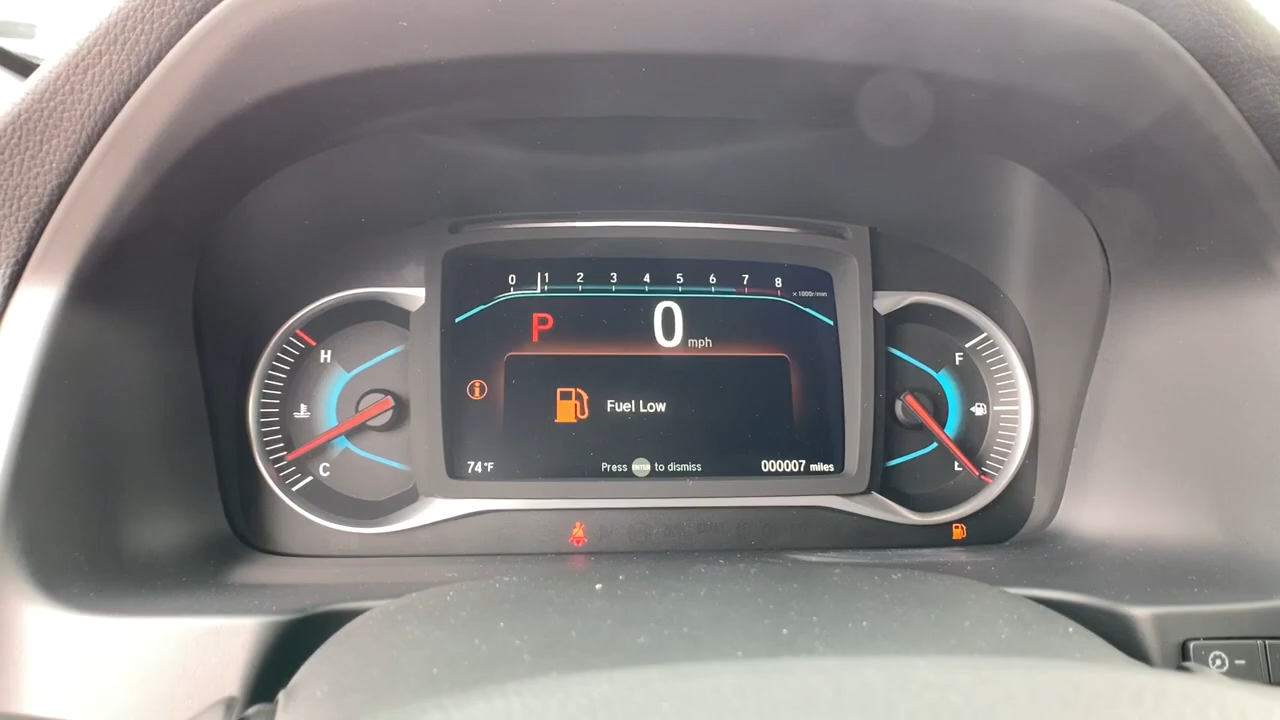 0 1 2 3 4 5 6 7 8
x1000r/min
P 0 mph
H
F
Fuel Low
C
E
74°F
Press ENTER to dismiss
000007 miles